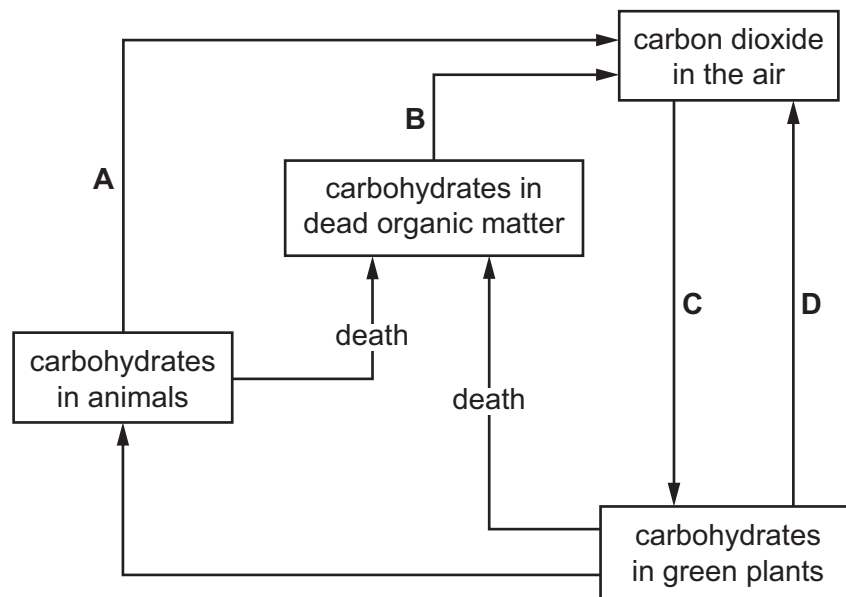 carbon dioxide
in the air
B
A
carbohydrates in
dead organic matter
C
D
death
carbohydrates
in animals
death
carbohydrates
in green plants